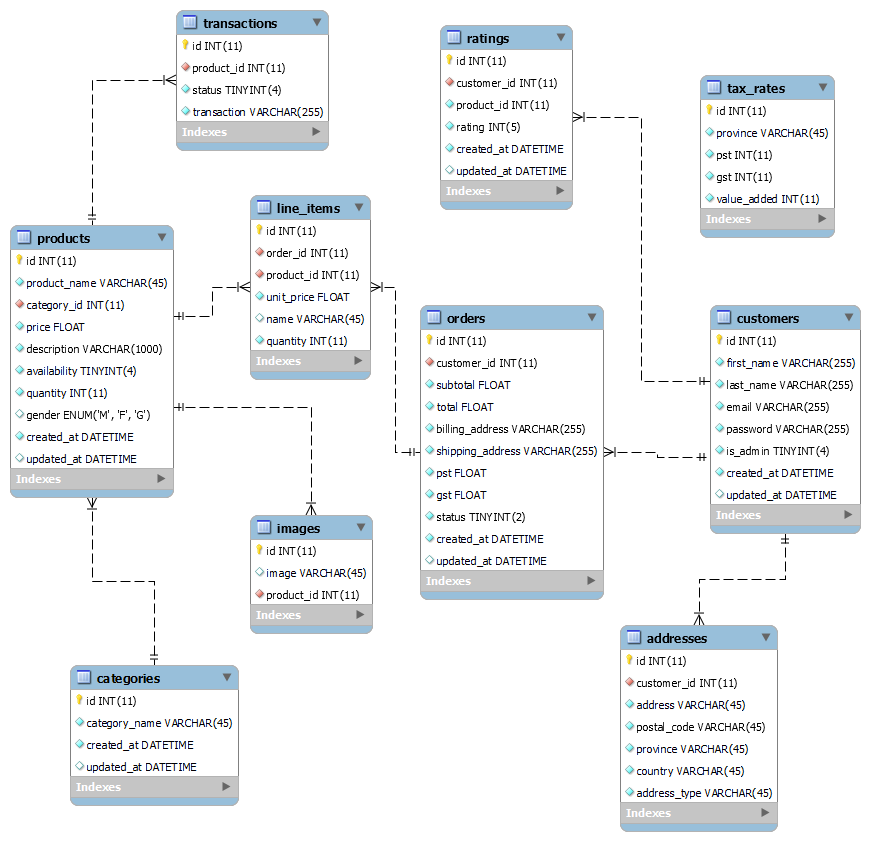 transactions
id INT(11)
product_id INT(11)
status TINYINT(4)
transaction VARCHAR(255)
Indexes
ratings
id INT(11)
customer_id INT(11)
product_id INT(11)
rating INT(5)
created_at DATETIME
updated_at DATETIME
Indexes
tax_rates
id INT(11)
province VARCHAR(45)
pst INT(11)
gst INT(11)
value_added INT(11)
Indexes
line_items
id INT(11)
order_id INT(11)
product_id INT(11)
unit_price FLOAT
name VARCHAR(45)
quantity INT(11)
Indexes
products
id INT(11)
product_name VARCHAR(45)
category_id INT(11)
price FLOAT
description VARCHAR(1000)
availability TINYINT(4)
quantity INT(11)
gender ENUM('M', 'F', 'G')
created_at DATETIME
updated_at DATETIME
Indexes
orders
id INT(11)
customer_id INT(11)
subtotal FLOAT
total FLOAT
billing_address VARCHAR(255)
shipping_address VARCHAR(255)
pst FLOAT
gst FLOAT
status TINYINT(2)
created_at DATETIME
updated_at DATETIME
Indexes
customers
id INT(11)
first_name VARCHAR(255)
last_name VARCHAR(255)
email VARCHAR(255)
password VARCHAR(255)
is_admin TINYINT(4)
created_at DATETIME
updated_at DATETIME
Indexes
images
id INT(11)
image VARCHAR(45)
product_id INT(11)
Indexes
categories
id INT(11)
category_name VARCHAR(45)
created_at DATETIME
updated_at DATETIME
Indexes
addresses
id INT(11)
customer_id INT(11)
address VARCHAR(45)
postal_code VARCHAR(45)
province VARCHAR(45)
country VARCHAR(45)
address_type VARCHAR(45)
Indexes